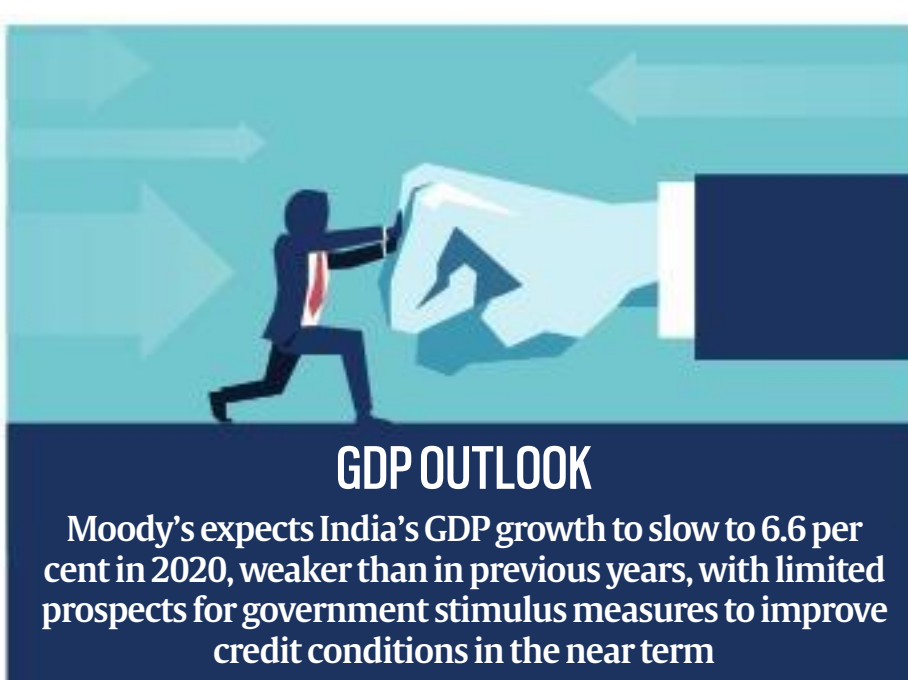 GDP OUTLOOK
Moody’s expects India’s GDP growth to slow to 6.6 per
cent in 2020, weaker than in previous years, with limited
prospects for government stimulus measures to improve
credit conditions in the near term